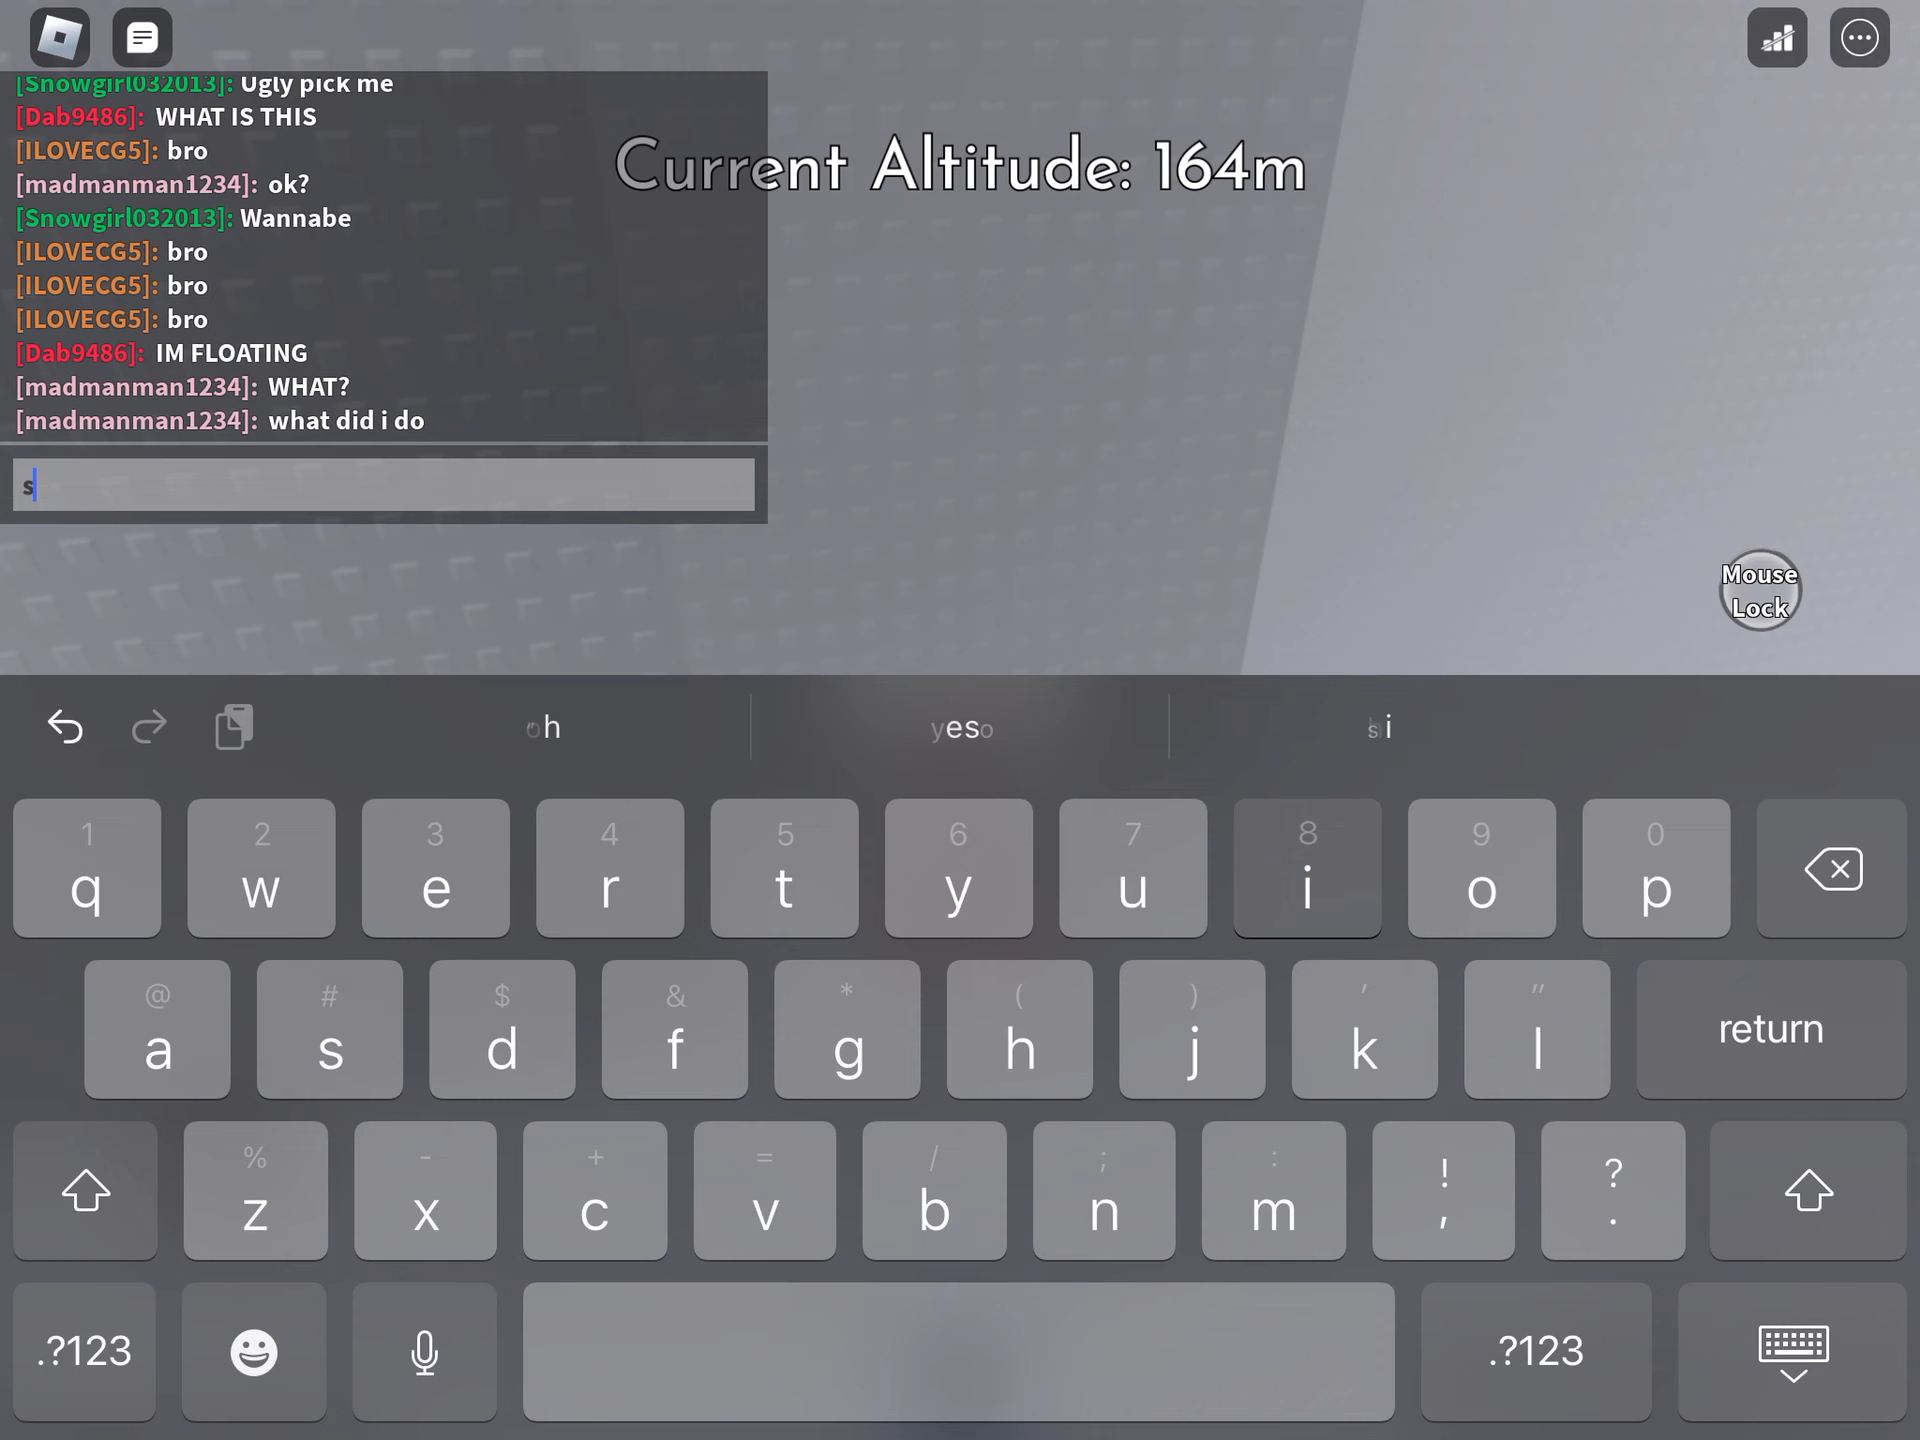 [Snowgirl032013]: Ugly pick me
[Dab9486]: WHAT IS THIS
[ILOVECG5]: bro
[madmanman1234]: ok?
[Snowgirl032013]: Wannabe
[ILOVECG5]: bro
[ILOVECG5]: bro
[ILOVECG5]: bro
[Dab9486]: IM FLOATING
[madmanman1234]: WHAT?
[madmanman1234]: what did i do
s
Current Altitude: 164m
Mouse
Lock
1 2 3 4 5 6 7 8 9 0
q w e r t y u i o p
@ # $ & * ( ) ' "
a s d f g h j k l return
% - + = / ; : ! ?
z x c v b n m , .
.?123 .?123